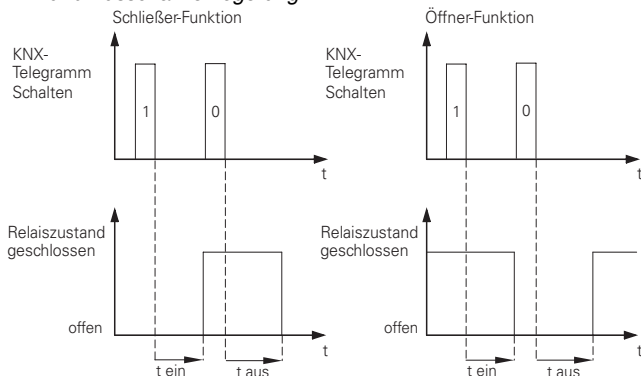 Schließer-Funktion
KNX-
Telegramm
Schalten
1
0
t
Relaiszustand
geschlossen
offen
t
t ein
t aus
Öffner-Funktion
KNX-
Telegramm
Schalten
1
0
t
Relaiszustand
geschlossen
offen
t
t ein
t aus